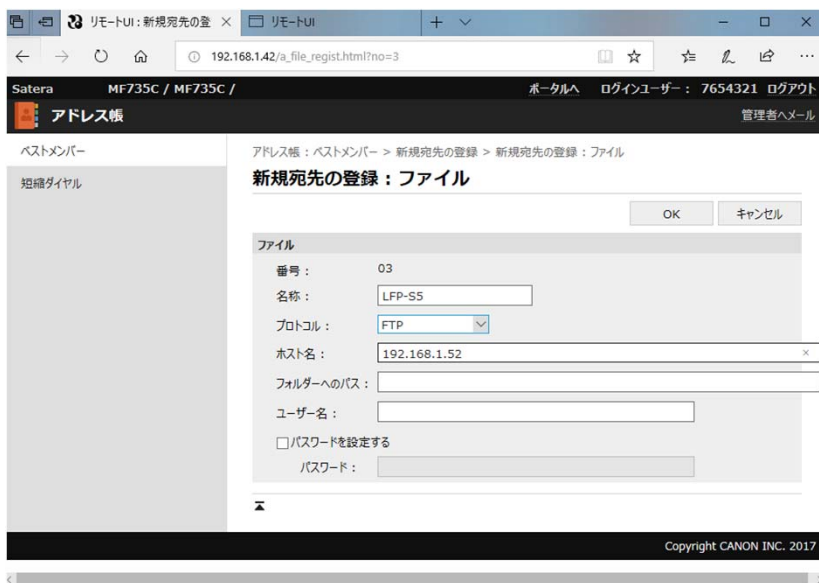 リモートUI : 新規宛先の登
リモートUI
192.168.1.42/a_file_regist.html?no=3
Satera MF735C / MF735C / ポータルへ ログインユーザー : 7654321 ログアウト
アドレス帳 管理者へメール
ベストメンバー
短縮ダイヤル
アドレス帳 : ベストメンバー > 新規宛先の登録 > 新規宛先の登録 : ファイル
新規宛先の登録 : ファイル
OK キャンセル
ファイル
番号 : 03
名称 : LFP-S5
プロトコル : FTP
ホスト名 : 192.168.1.52
フォルダーへのパス :
ユーザー名 :
パスワードを設定する
パスワード :
Copyright CANON INC. 2017